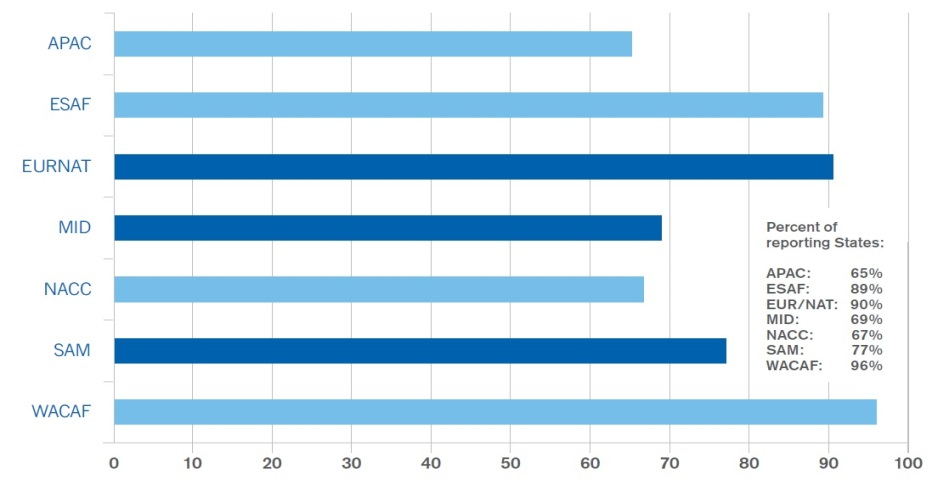 APAC
ESAF
EURNAT
MID
NACC
SAM
WACAF
Percent of
reporting States:
APAC: 65%
ESAF: 89%
EUR/NAT: 90%
MID: 69%
NACC: 67%
SAM: 77%
WACAF: 96%
0 10 20 30 40 50 60 70 80 90 100